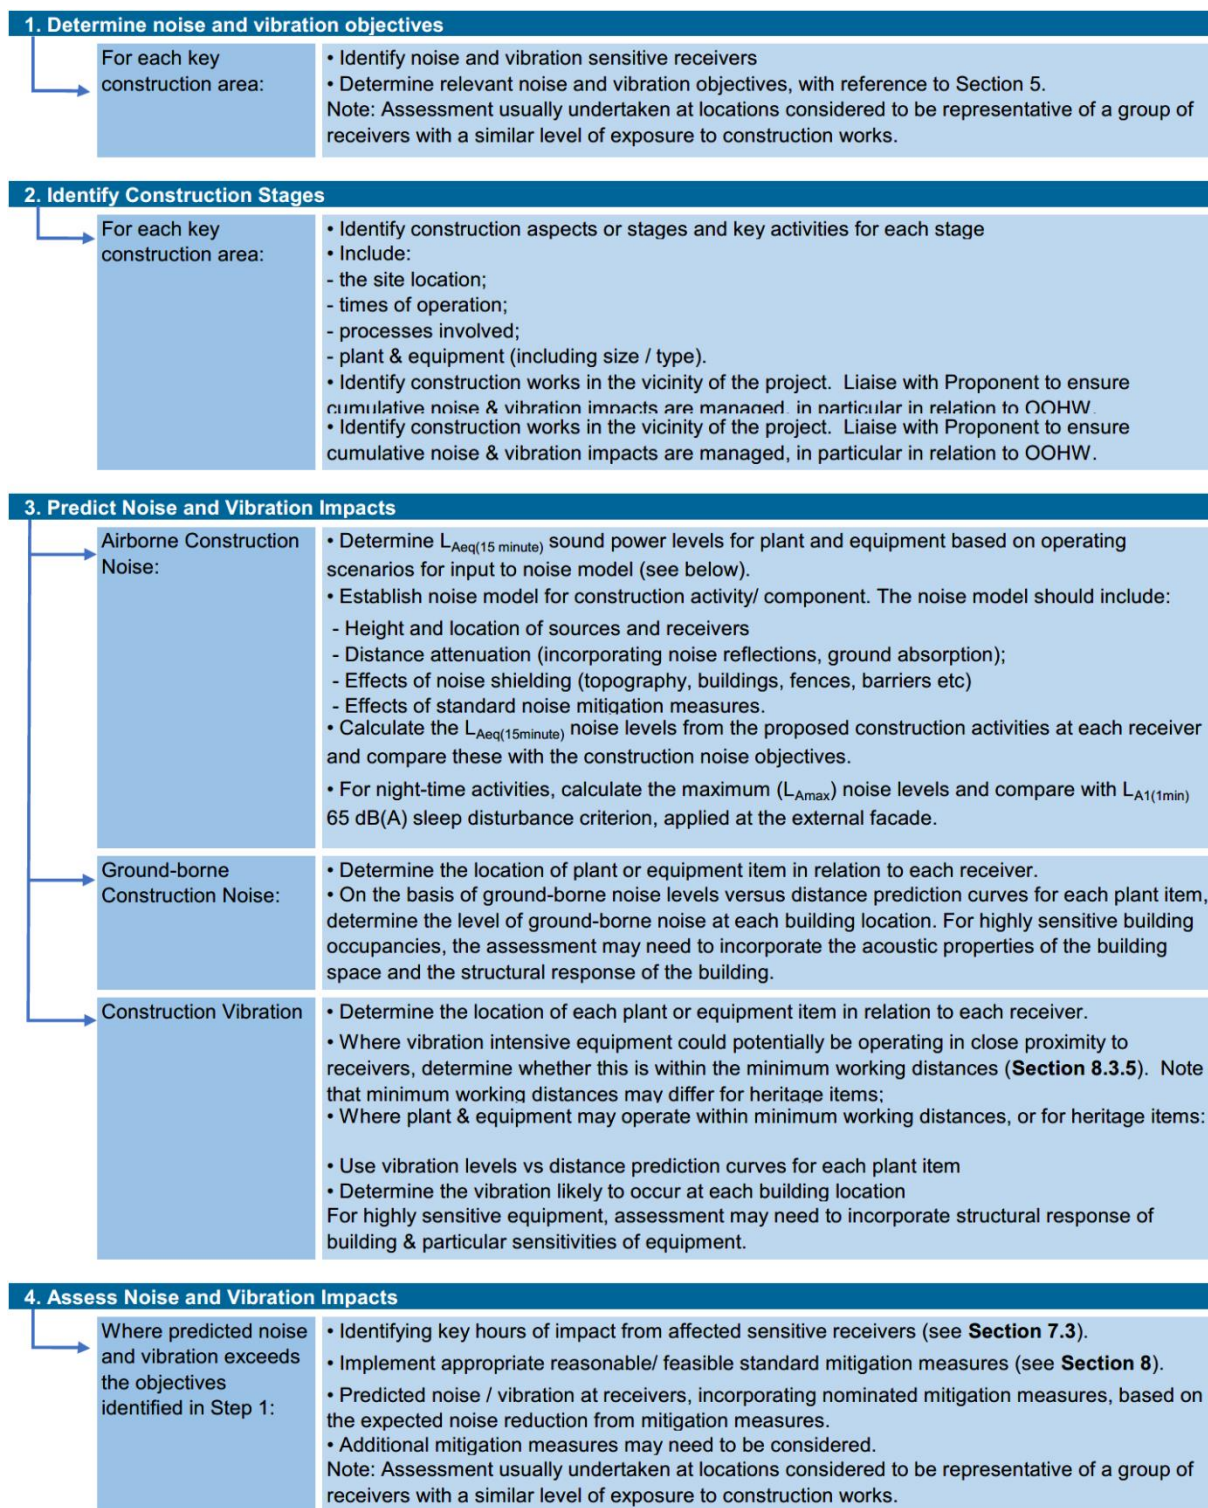 1. Determine noise and vibration objectives
For each key
construction area:
• Identify noise and vibration sensitive receivers
• Determine relevant noise and vibration objectives, with reference to Section 5.
Note: Assessment usually undertaken at locations considered to be representative of a group of
receivers with a similar level of exposure to construction works.
2. Identify Construction Stages
For each key
construction area:
• Identify construction aspects or stages and key activities for each stage
• Include:
- the site location;
- times of operation;
- processes involved;
- plant & equipment (including size / type).
• Identify construction works in the vicinity of the project.  Liaise with Proponent to ensure
cumulative noise & vibration impacts are managed, in particular in relation to OOHW.
• Identify construction works in the vicinity of the project.  Liaise with Proponent to ensure
cumulative noise & vibration impacts are managed, in particular in relation to OOHW.
3. Predict Noise and Vibration Impacts
Airborne Construction
Noise:
• Determine LAeq(15 minute) sound power levels for plant and equipment based on operating
scenarios for input to noise model (see below).
• Establish noise model for construction activity/ component. The noise model should include:
- Height and location of sources and receivers
- Distance attenuation (incorporating noise reflections, ground absorption);
- Effects of noise shielding (topography, buildings, fences, barriers etc)
- Effects of standard noise mitigation measures.
• Calculate the LAeq(15minute) noise levels from the proposed construction activities at each receiver
and compare these with the construction noise objectives.
• For night-time activities, calculate the maximum (LAmax) noise levels and compare with LA1(1min)
65 dB(A) sleep disturbance criterion, applied at the external facade.
Ground-borne
Construction Noise:
• Determine the location of plant or equipment item in relation to each receiver.
• On the basis of ground-borne noise levels versus distance prediction curves for each plant item,
determine the level of ground-borne noise at each building location. For highly sensitive building
occupancies, the assessment may need to incorporate the acoustic properties of the building
space and the structural response of the building.
Construction Vibration
• Determine the location of each plant or equipment item in relation to each receiver.
• Where vibration intensive equipment could potentially be operating in close proximity to
receivers, determine whether this is within the minimum working distances (Section 8.3.5).  Note
that minimum working distances may differ for heritage items;
• Where plant & equipment may operate within minimum working distances, or for heritage items:
• Use vibration levels vs distance prediction curves for each plant item
• Determine the vibration likely to occur at each building location
For highly sensitive equipment, assessment may need to incorporate structural response of
building & particular sensitivities of equipment.
4. Assess Noise and Vibration Impacts
Where predicted noise
and vibration exceeds
the objectives
identified in Step 1:
• Identifying key hours of impact from affected sensitive receivers (see Section 7.3).
• Implement appropriate reasonable/ feasible standard mitigation measures (see Section 8).
• Predicted noise / vibration at receivers, incorporating nominated mitigation measures, based on
the expected noise reduction from mitigation measures.
• Additional mitigation measures may need to be considered.
Note: Assessment usually undertaken at locations considered to be representative of a group of
receivers with a similar level of exposure to construction works.